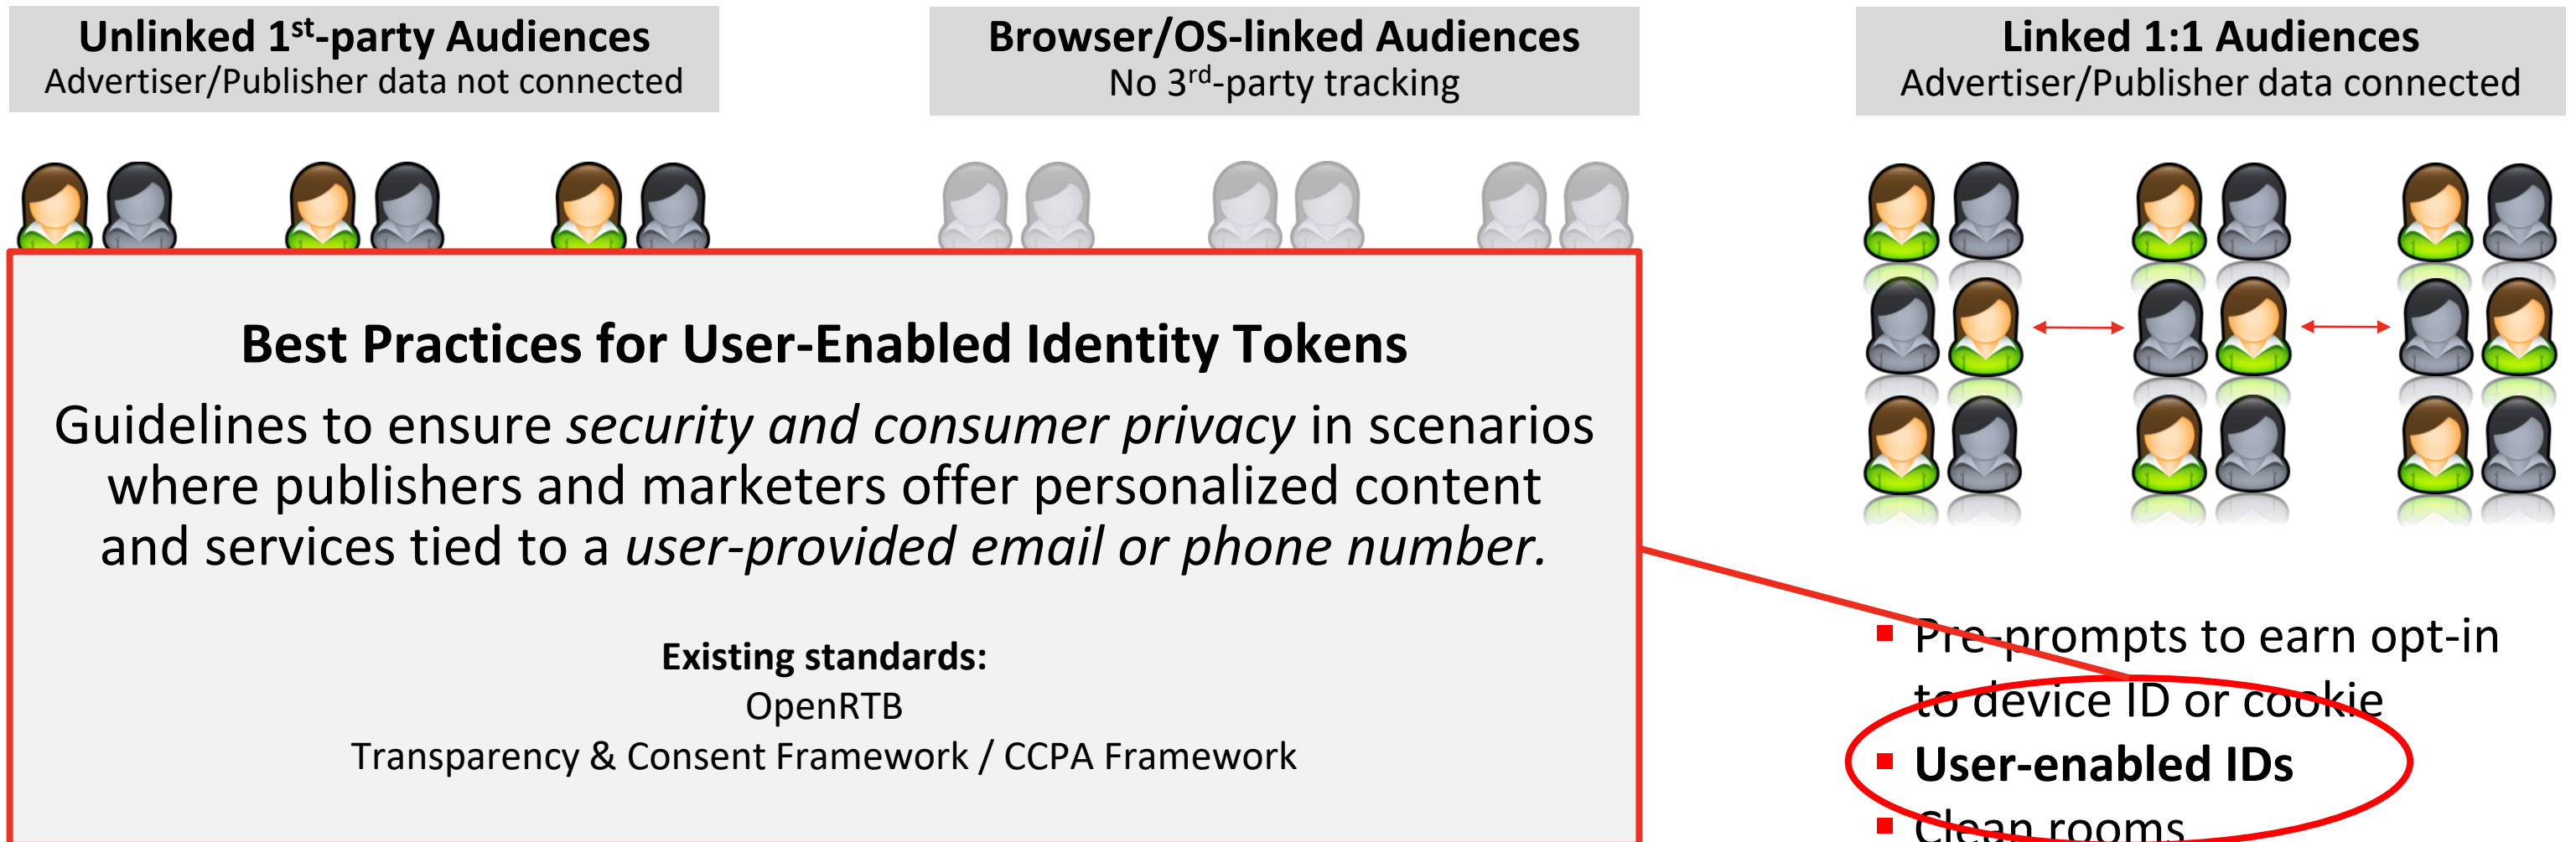 Unlinked 1st-party Audiences
Advertiser/Publisher data not connected
Browser/OS-linked Audiences
No 3rd-party tracking
Linked 1:1 Audiences
Advertiser/Publisher data connected
Best Practices for User-Enabled Identity Tokens
Guidelines to ensure security and consumer privacy in scenarios
where publishers and marketers offer personalized content
and services tied to a user-provided email or phone number.
Existing standards:
OpenRTB
Transparency & Consent Framework / CCPA Framework
▪ Pre-prompts to earn opt-in
to device ID or cookie
▪ User-enabled IDs
▪ Clean rooms